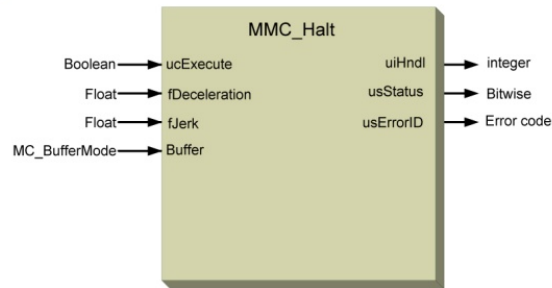 MMC_Halt
Boolean ucExecute uiHndl integer
Float fDeceleration usStatus Bitwise
Float fJerk usErrorID Error code
MC_BufferMode Buffer